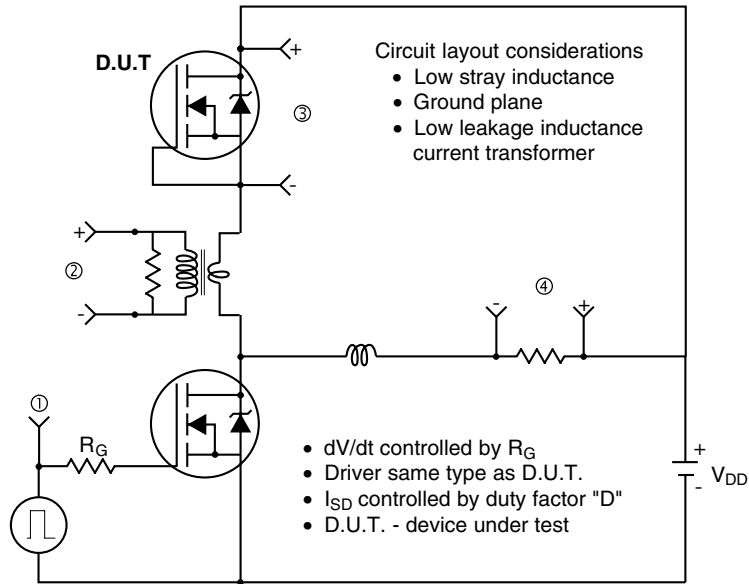 D.U.T
+
③
-
Circuit layout considerations
• Low stray inductance
• Ground plane
• Low leakage inductance
current transformer
+
②
-
-
④
+
①
R_G
• dV/dt controlled by R_G
• Driver same type as D.U.T.
• I_SD controlled by duty factor "D"
• D.U.T. - device under test
+
V_DD
-